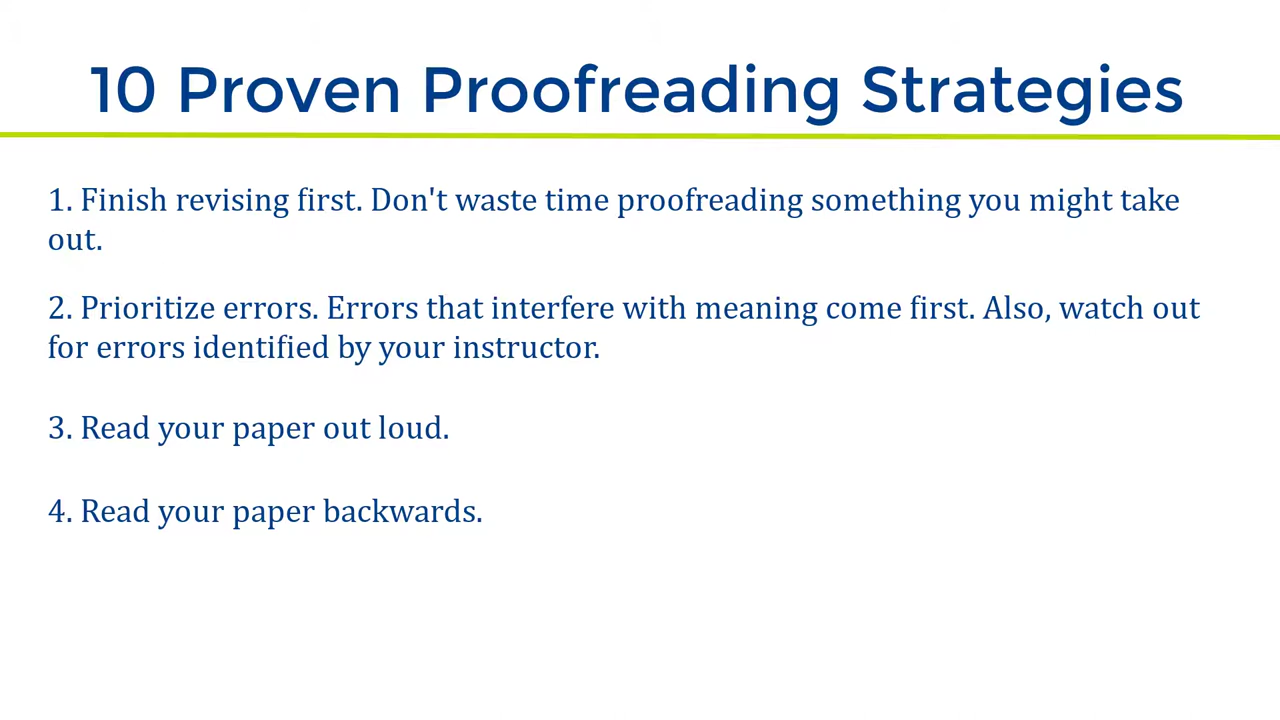 10 Proven Proofreading Strategies
1. Finish revising first. Don't waste time proofreading something you might take
out.
2. Prioritize errors. Errors that interfere with meaning come first. Also, watch out
for errors identified by your instructor.
3. Read your paper out loud.
4. Read your paper backwards.